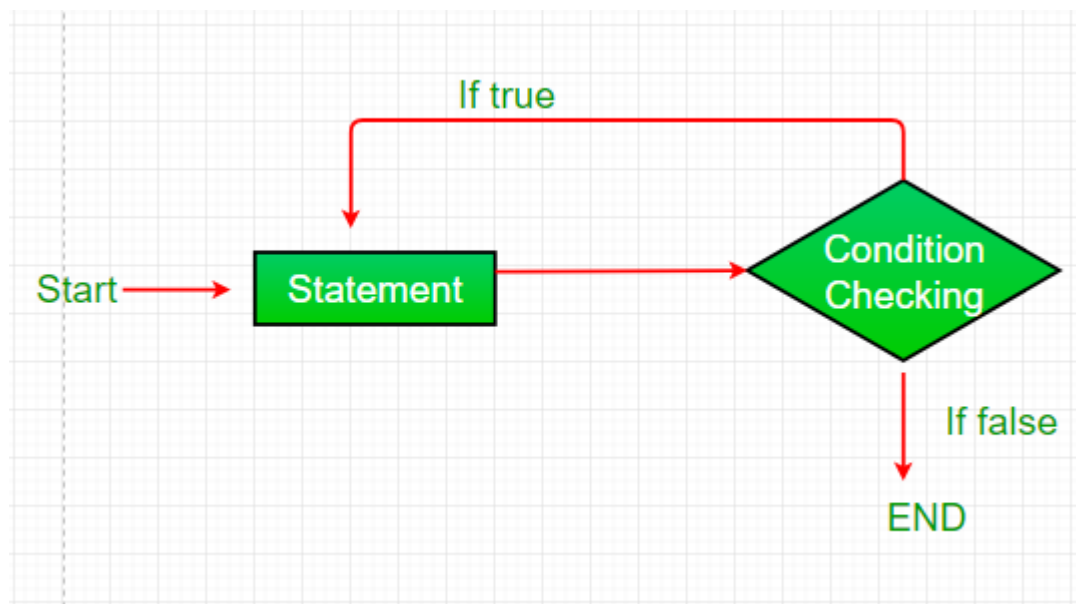 If true
Start
Statement
Condition
Checking
If false
END